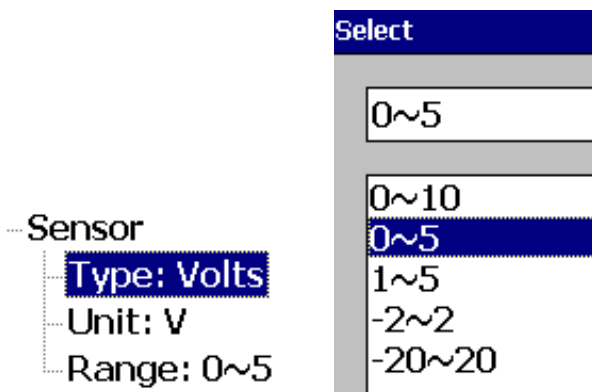 Sensor
Type: Volts
Unit: V
Range: 0~5
Select
0~5
0~10
0~5
1~5
-2~2
-20~20